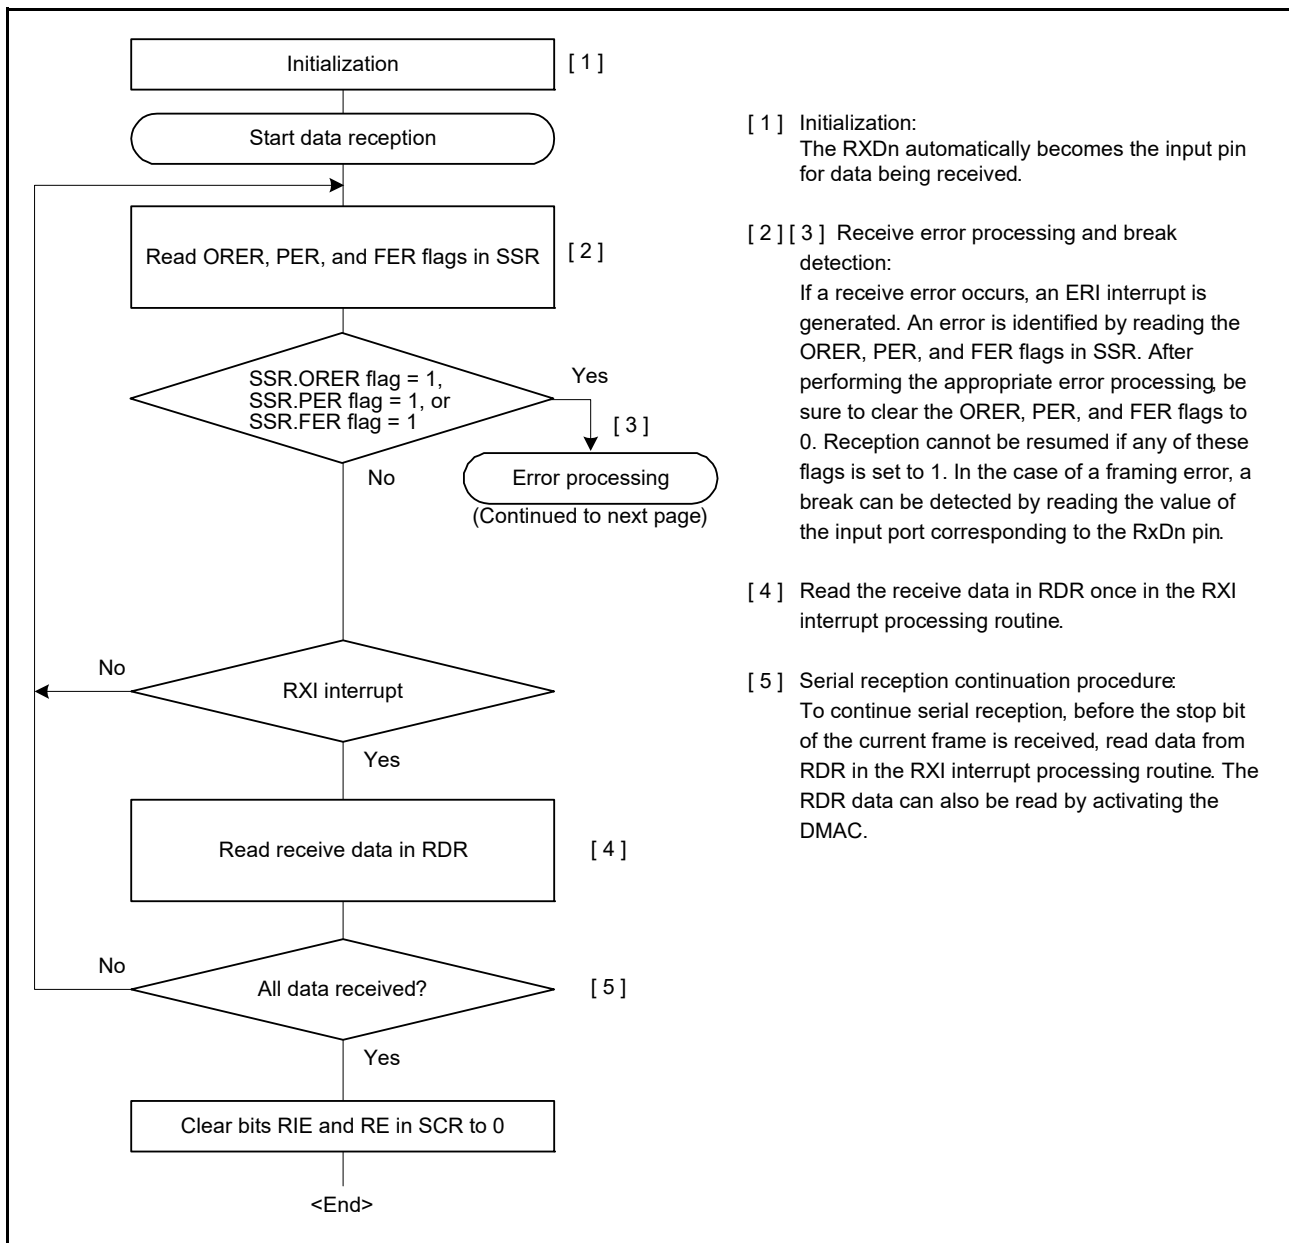 Initialization
[ 1 ]
Start data reception
Read ORER, PER, and FER flags in SSR
[ 2 ]
SSR.ORER flag = 1,
SSR.PER flag = 1, or
SSR.FER flag = 1
Yes
[ 3 ]
No
Error processing
(Continued to next page)
No
RXI interrupt
Yes
Read receive data in RDR
[ 4 ]
No
All data received?
[ 5 ]
Yes
Clear bits RIE and RE in SCR to 0
<End>
[ 1 ] Initialization:
The RXDn automatically becomes the input pin
for data being received.
[ 2 ] [ 3 ] Receive error processing and break
detection:
If a receive error occurs, an ERI interrupt is
generated. An error is identified by reading the
ORER, PER, and FER flags in SSR. After
performing the appropriate error processing, be
sure to clear the ORER, PER, and FER flags to
0. Reception cannot be resumed if any of these
flags is set to 1. In the case of a framing error, a
break can be detected by reading the value of
the input port corresponding to the RxDn pin.
[ 4 ] Read the receive data in RDR once in the RXI
interrupt processing routine.
[ 5 ] Serial reception continuation procedure:
To continue serial reception, before the stop bit
of the current frame is received, read data from
RDR in the RXI interrupt processing routine. The
RDR data can also be read by activating the
DMAC.